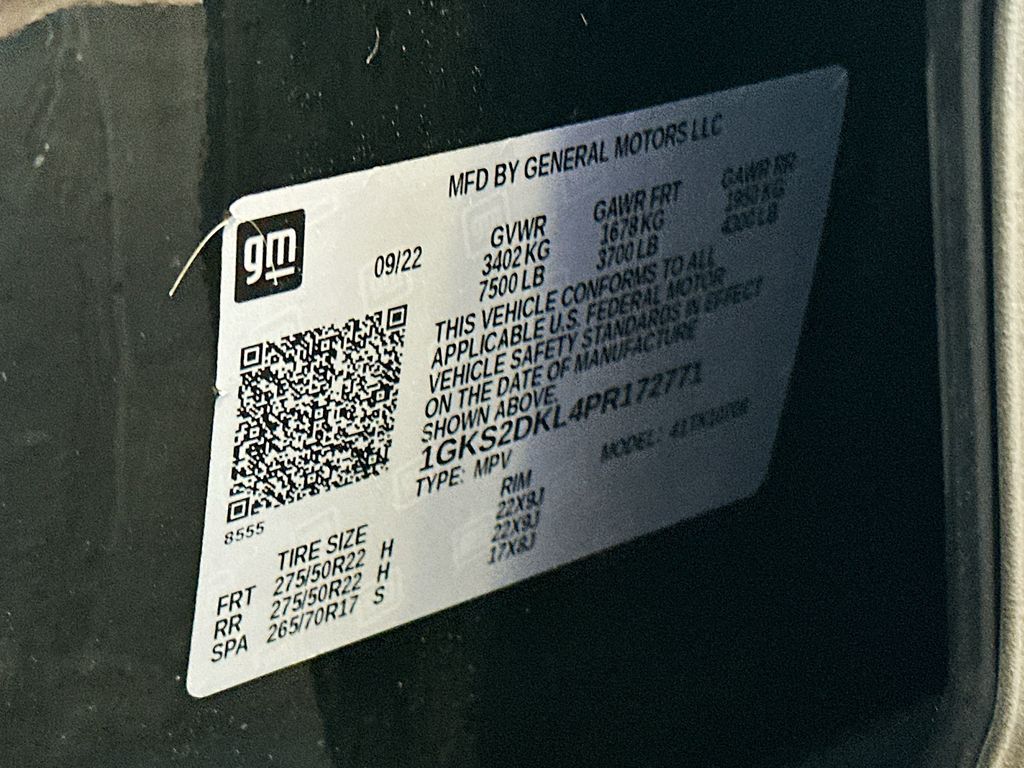 MFD BY GENERAL MOTORS LLC
gm
09/22
GVWR GAWR FRT GAWR RR
3402 KG 1678 KG 1950 KG
7500 LB 3700 LB 4300 LB
THIS VEHICLE CONFORMS TO ALL
APPLICABLE U.S. FEDERAL MOTOR
VEHICLE SAFETY STANDARDS IN EFFECT
ON THE DATE OF MANUFACTURE
SHOWN ABOVE.
1GKS2DKL4PR172771
TYPE: MPV MODEL:
8555
TIRE SIZE RIM
FRT 275/50R22 H 22X9J
RR 275/50R22 H 22X9J
SPA 265/70R17 S 17X8J